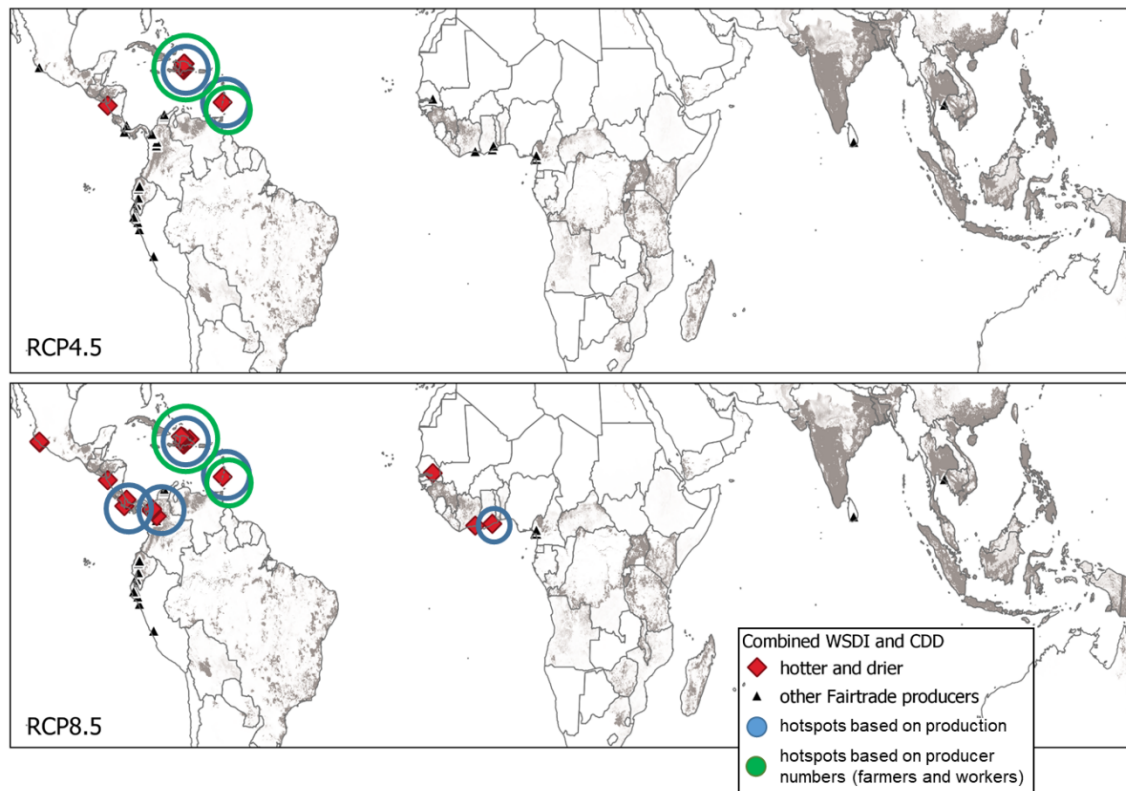 RCP4.5
RCP8.5
Combined WSDI and CDD
hotter and drier
other Fairtrade producers
hotspots based on production
hotspots based on producer
numbers (farmers and workers)